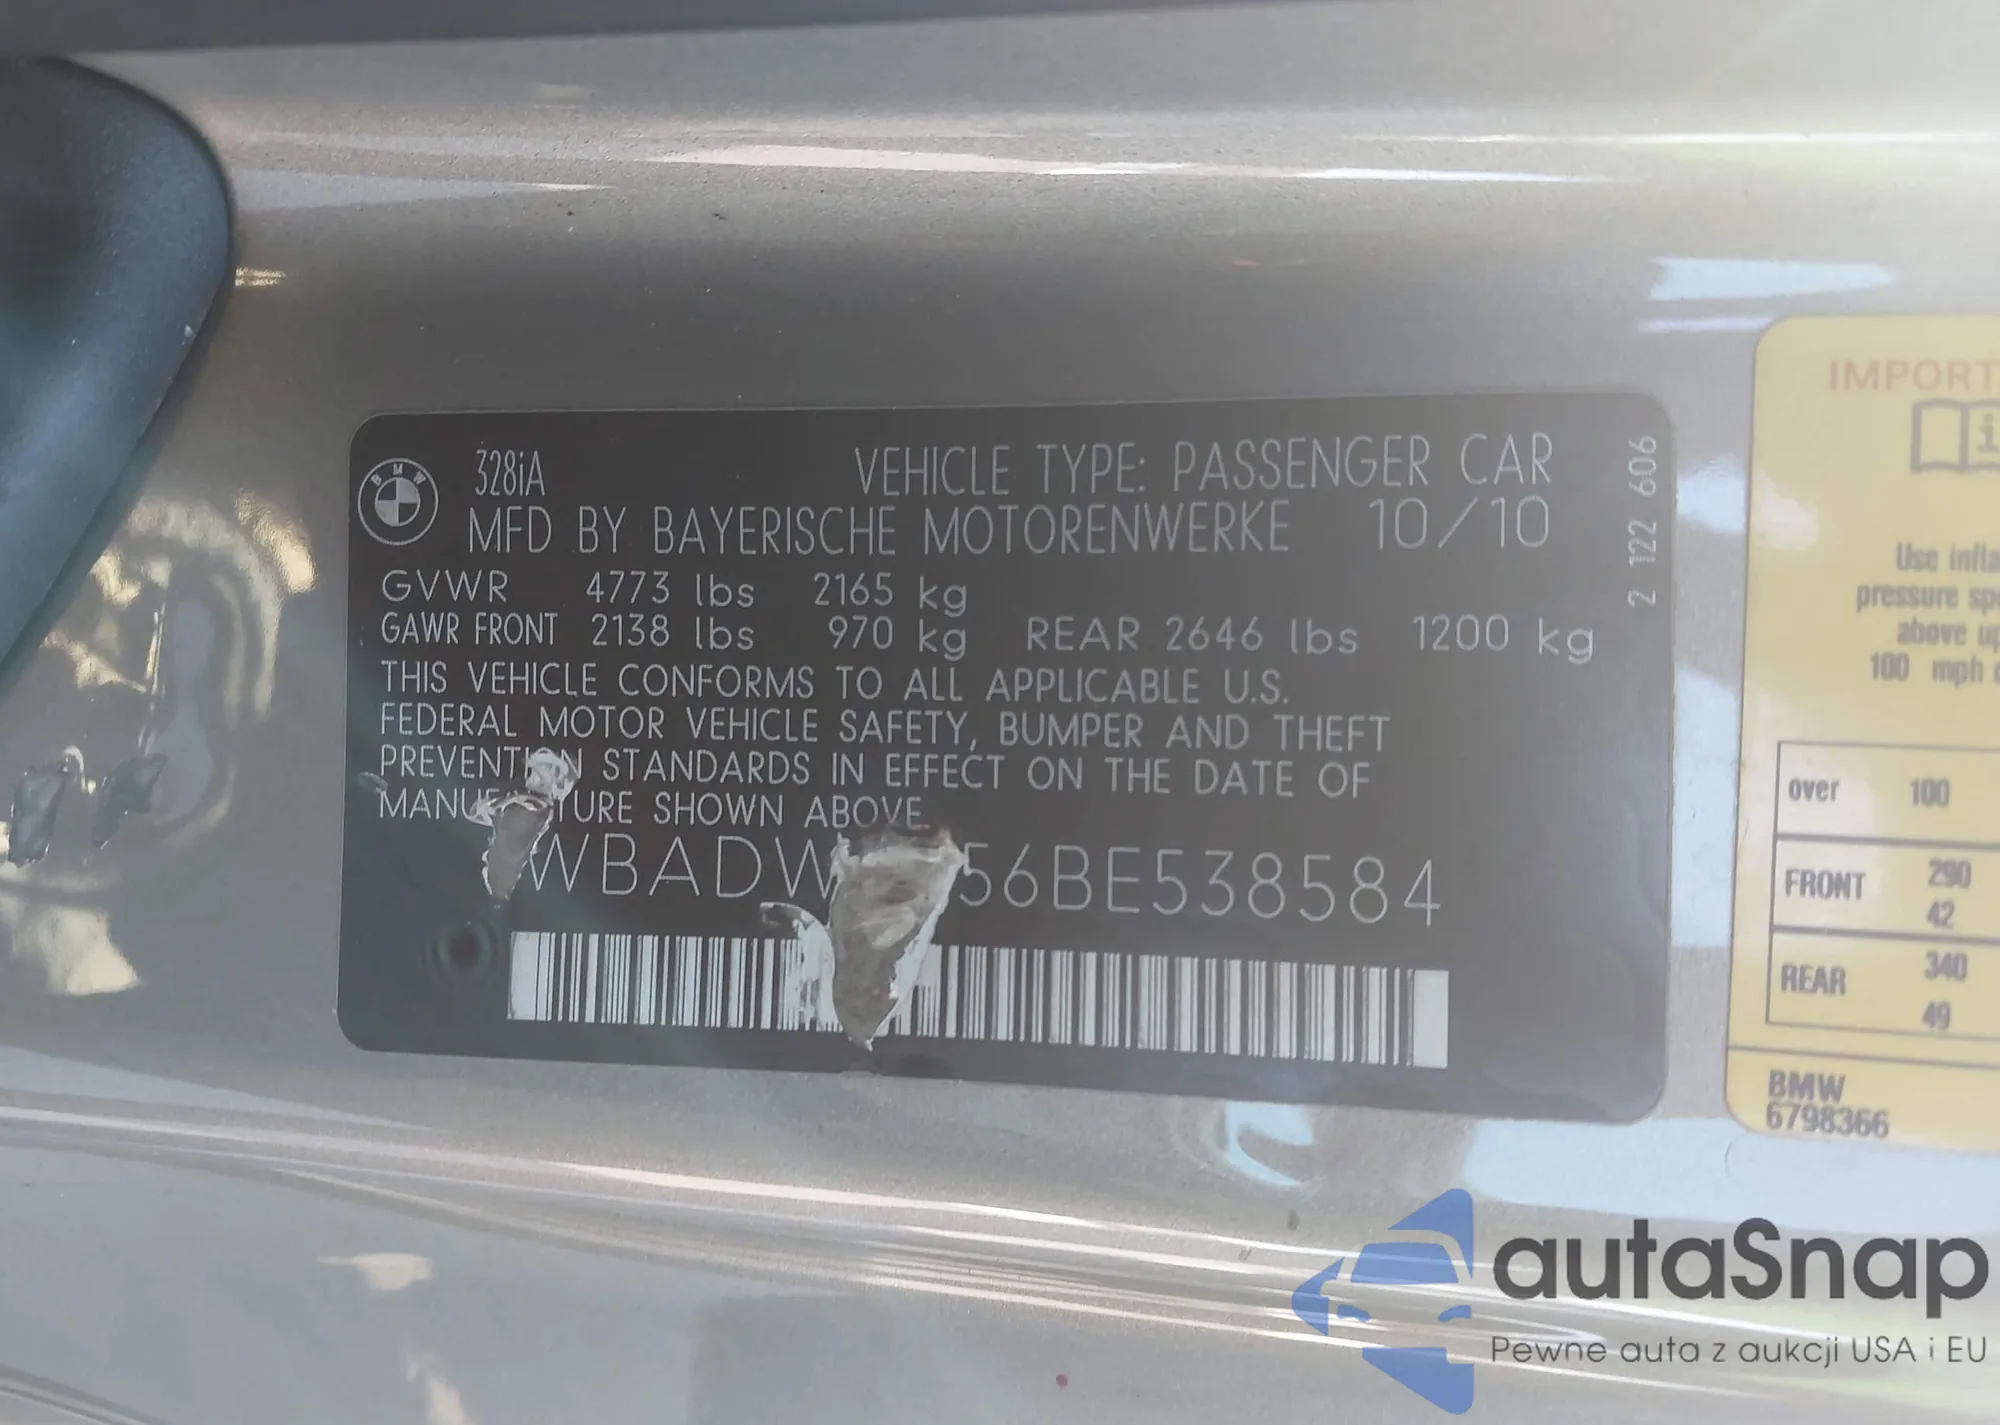 BMW
328iA VEHICLE TYPE: PASSENGER CAR
MFD BY BAYERISCHE MOTORENWERKE 10/10
GVWR 4773 lbs 2165 kg
GAWR FRONT 2138 lbs 970 kg REAR 2646 lbs 1200 kg
THIS VEHICLE CONFORMS TO ALL APPLICABLE U.S.
FEDERAL MOTOR VEHICLE SAFETY, BUMPER AND THEFT
STANDARDS IN EFFECT ON THE DATE OF
SHOWN ABOVE.
WBADW 56BE538584
2 122 606
IMPORT
i
Use infla
pressure spe
above up
100 mph o
over 100
FRONT 290
42
REAR 340
49
BMW
6798366
autaSnap
Pewne auta z aukcji USA i EU